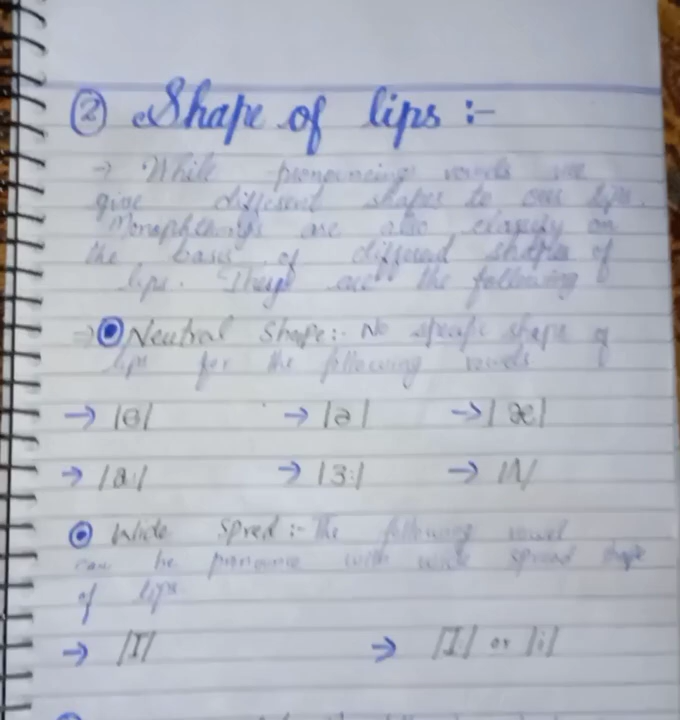 ② Shape of lips :-
→ While pronouncing vowels we
give different shapes to our lips.
Monophthongs are also classify on
the basis of different shapes of
lips. They are the following
→ Neutral Shape:- No specific shape of
lips for the following vowels
→ /ɘ/ → /ə/ → /æ/
→ /a:/ → /3:/ → /ʌ/
Wide Spred :- The following vowel
can be pronounce with wide spread shape
of lips
→ /I/ → /I:/ or /i/